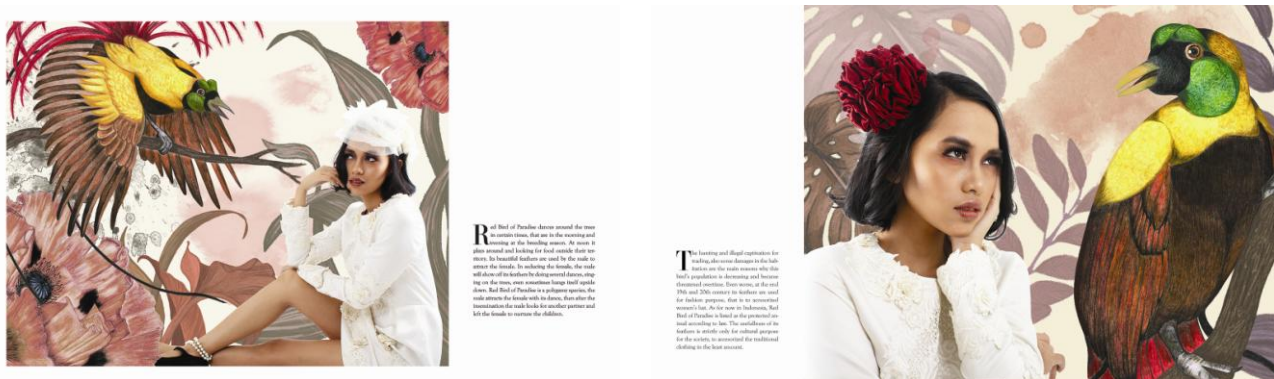 Red Bird of Paradise dances around the trees
in certain times, that are in the morning and
evening at the breeding season. At noon it
goes around and looking for food outside their ter-
ritory. Its beautiful feathers are used by the male to
attract the female. In seducing the female, the male
will show off its feathers by doing several dances, ring-
ing on the trees, even sometimes hangs itself upside
down. Red Bird of Paradise is a polygamy species, the
male attracts the female with its dance, then after the
insemination the male looks for another partner and
left the female to nurture the children.
The hunting and illegal captivation for
trading, also some damages in the hab-
itation are the main reasons why this
bird's population is decreasing and become
threatened overtime. Even worse, at the end
19th and 20th century its feathers are used
for fashion purpose, that is to accessorized
women's hat. As for now in Indonesia, Red
Bird of Paradise is listed as the protected an-
imal according to law. The usefulness of its
feathers is strictly only for cultural purpose
for the society, to accessorized the traditional
clothing in the least amount.